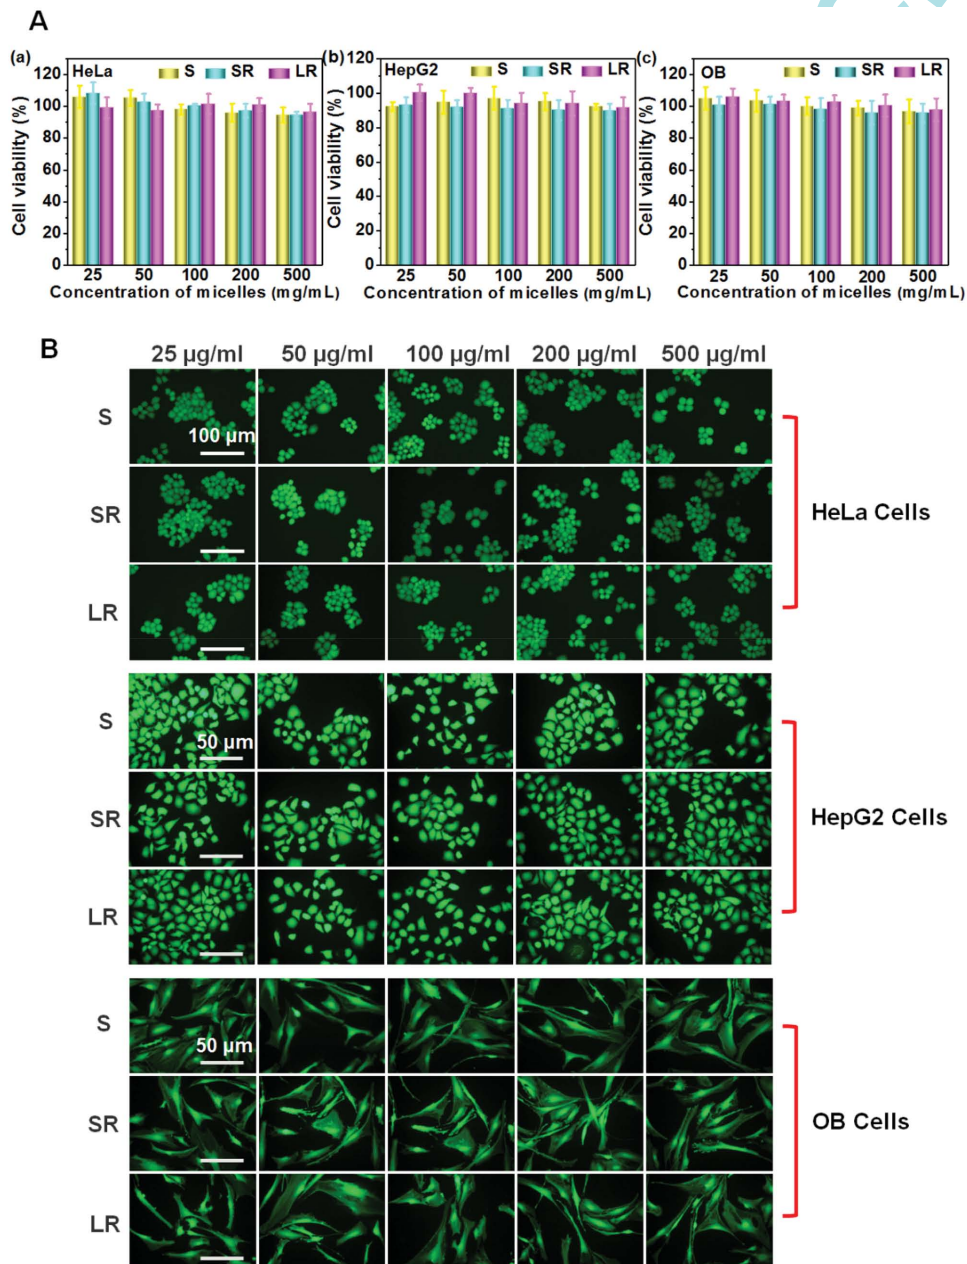 A
(a) HeLa S SR LR
120
100
80
60
40
20
0
Cell viability (%)
25 50 100 200 500
Concentration of micelles (mg/mL)
(b) HepG2 S SR LR
120
100
80
60
40
20
0
Cell viability (%)
25 50 100 200 500
Concentration of micelles (mg/mL)
(c) OB S SR LR
120
100
80
60
40
20
0
Cell viability (%)
25 50 100 200 500
Concentration of micelles (mg/mL)
B
25 µg/ml 50 µg/ml 100 µg/ml 200 µg/ml 500 µg/ml
S
100 µm
SR
HeLa Cells
LR
S
50 µm
SR
HepG2 Cells
LR
S
50 µm
SR
OB Cells
LR